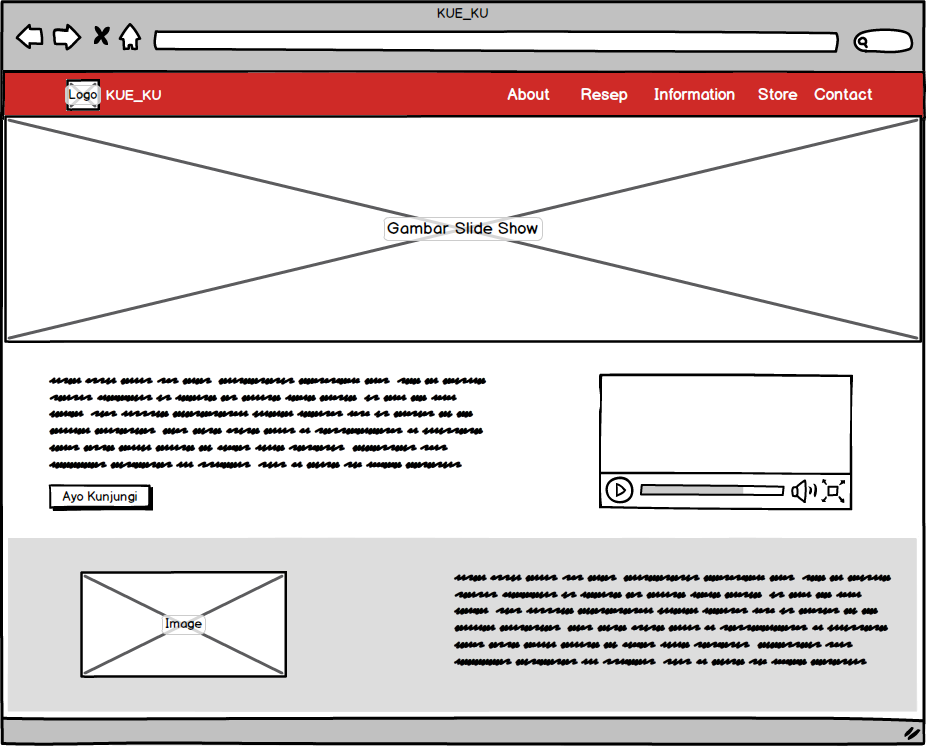 KUE_KU
Logo KUE_KU About Resep Information Store Contact
Gambar Slide Show
Ayo Kunjungi
Image